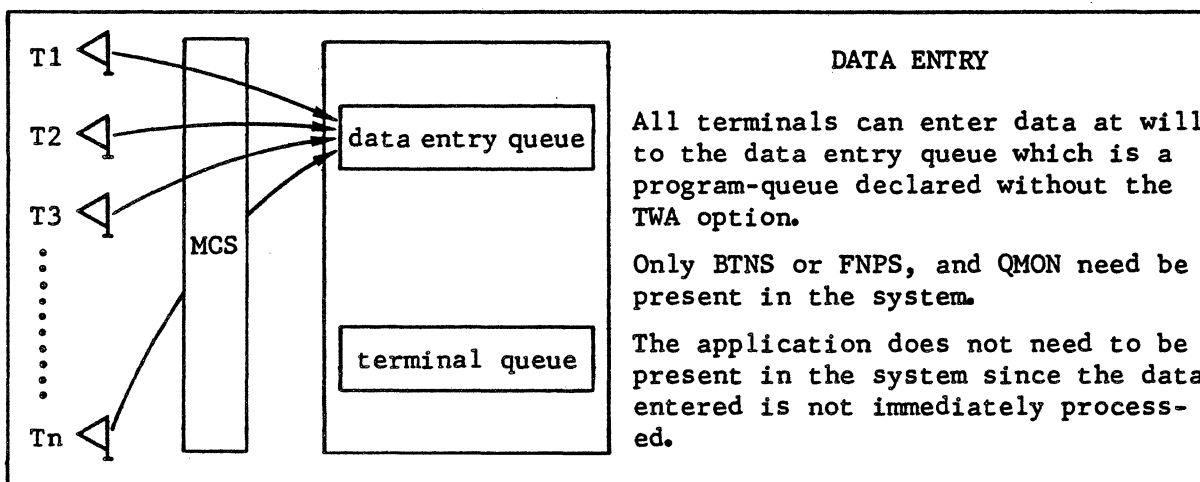 T1
T2
T3
Tn
MCS
data entry queue
terminal queue
DATA ENTRY
All terminals can enter data at will
to the data entry queue which is a
program-queue declared without the
TWA option.
Only BTNS or FNPS, and QMON need be
present in the system.
The application does not need to be
present in the system since the data
entered is not immediately process-
ed.